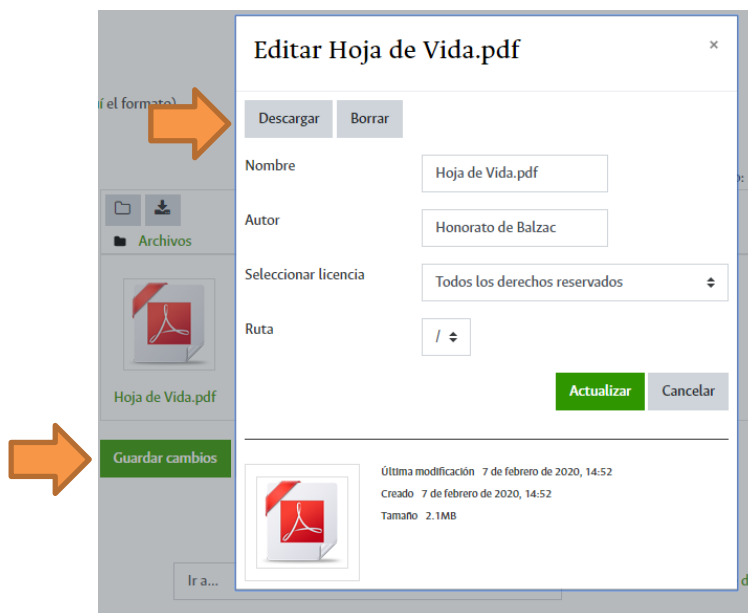 Editar Hoja de Vida.pdf
×
í el formato)
Descargar Borrar
Nombre Hoja de Vida.pdf
o:
Autor Honorato de Balzac
Archivos
Seleccionar licencia Todos los derechos reservados
Ruta /
Hoja de Vida.pdf
Actualizar Cancelar
Guardar cambios
Última modificación 7 de febrero de 2020, 14:52
Creado 7 de febrero de 2020, 14:52
Tamaño 2.1MB
Ir a...
d